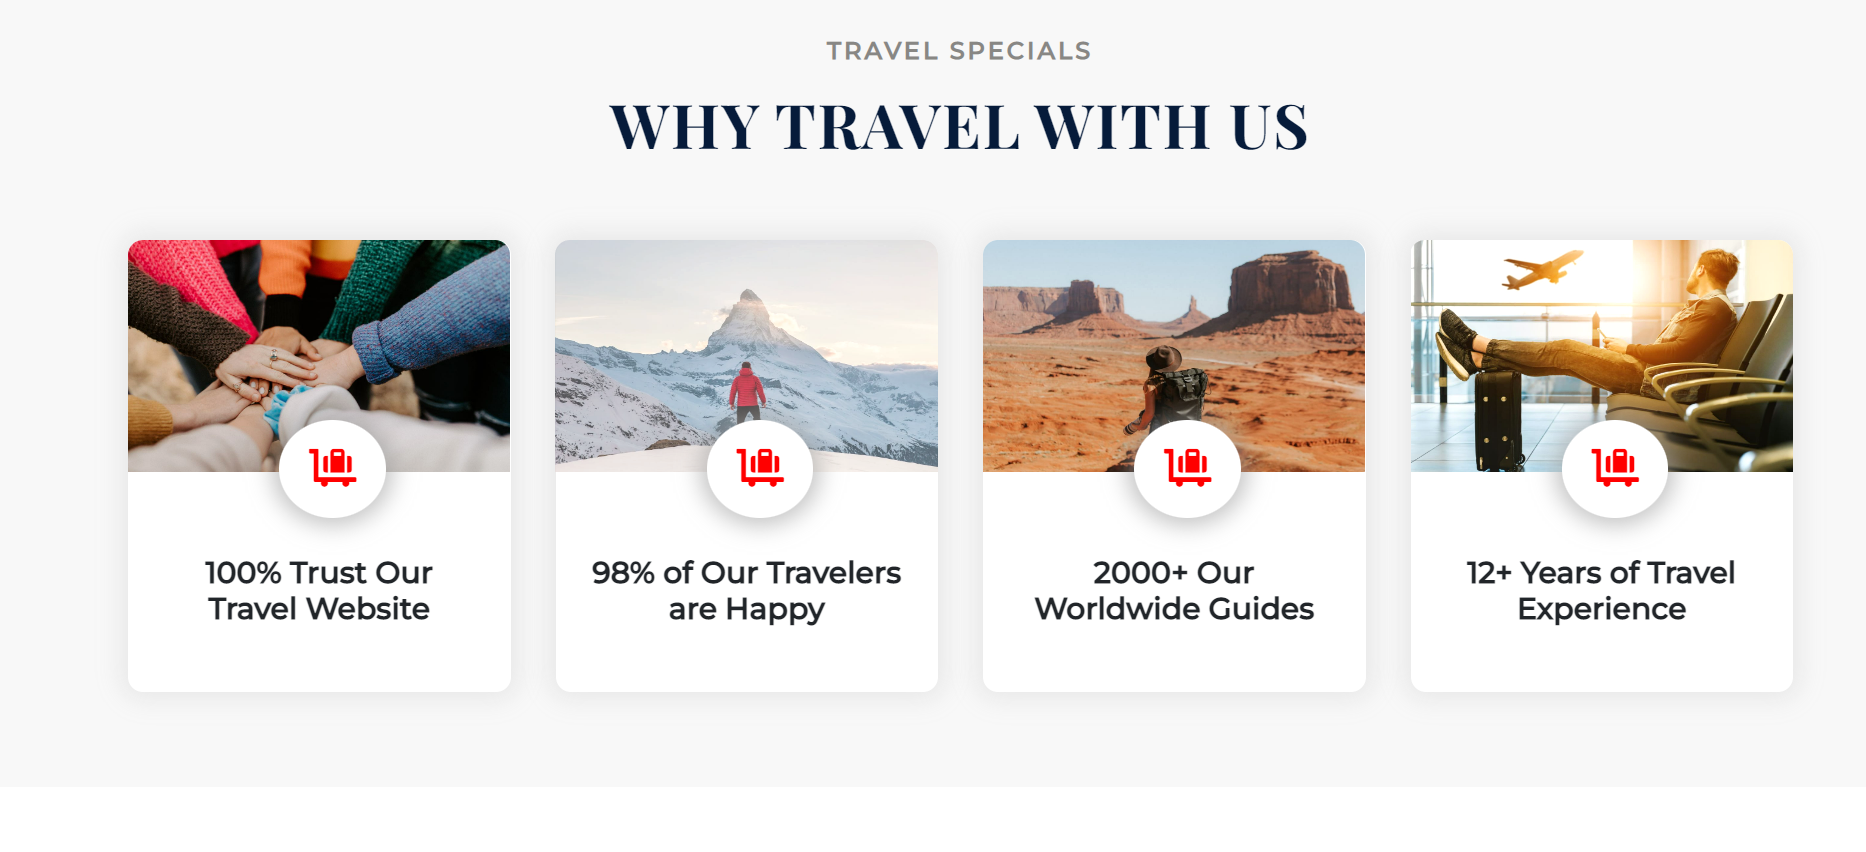 TRAVEL SPECIALS
WHY TRAVEL WITH US
100% Trust Our
Travel Website
98% of Our Travelers
are Happy
2000+ Our
Worldwide Guides
12+ Years of Travel
Experience